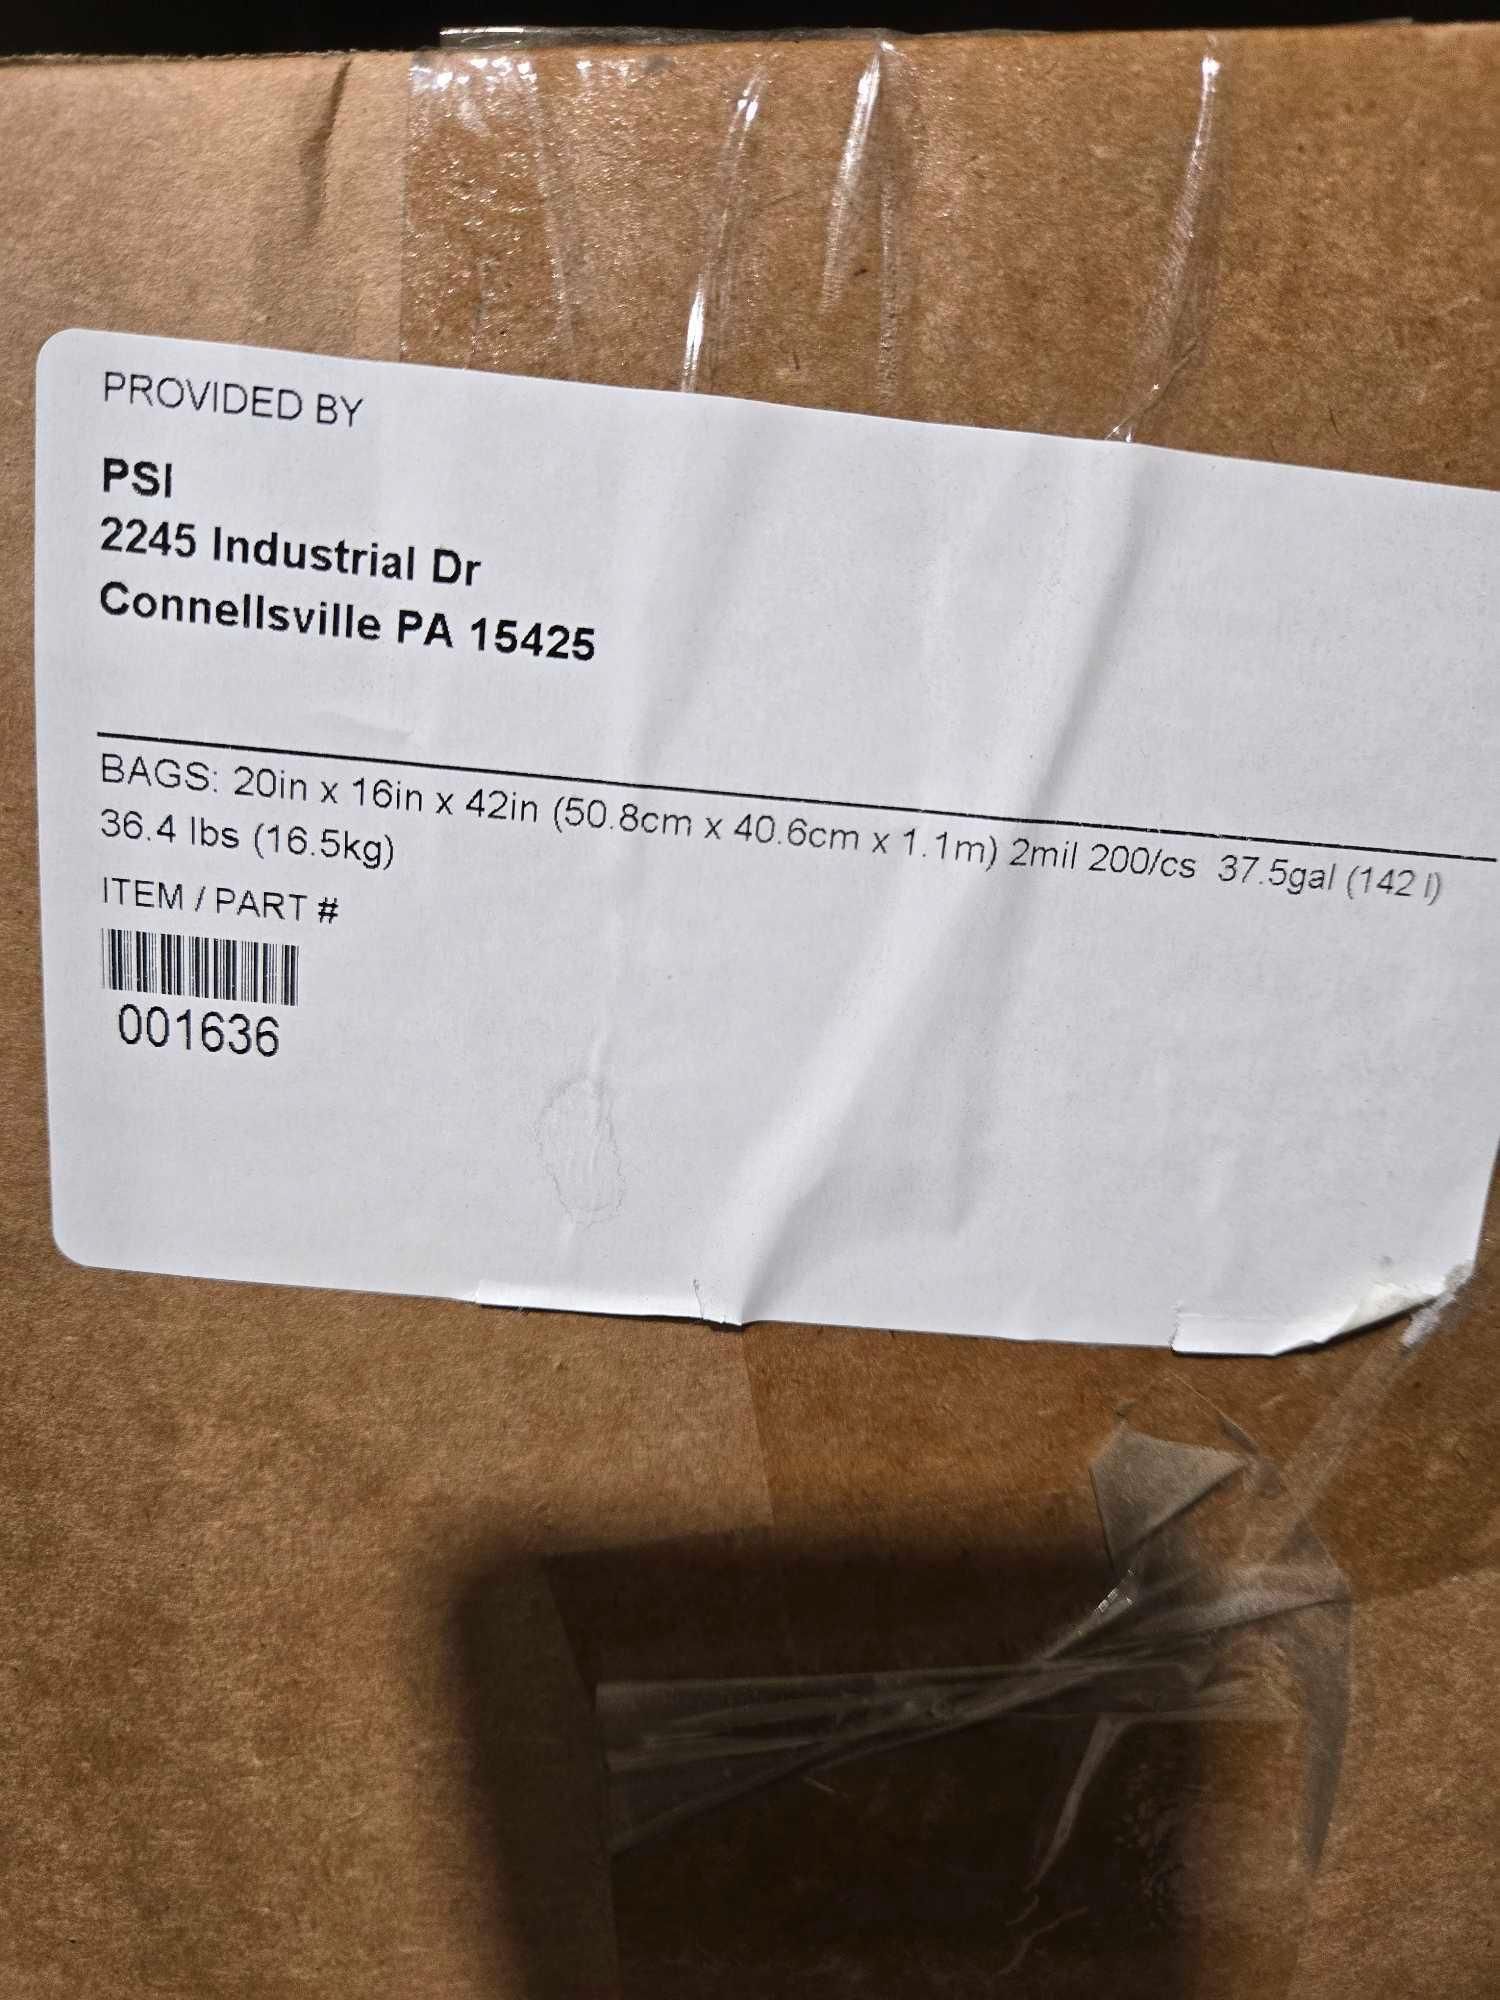 PROVIDED BY
PSI
2245 Industrial Dr
Connellsville PA 15425
BAGS: 20in x 16in x 42in (50.8cm x 40.6cm x 1.1m) 2mil 200/cs 37.5gal (142 l)
36.4 lbs (16.5kg)
ITEM / PART #
001636